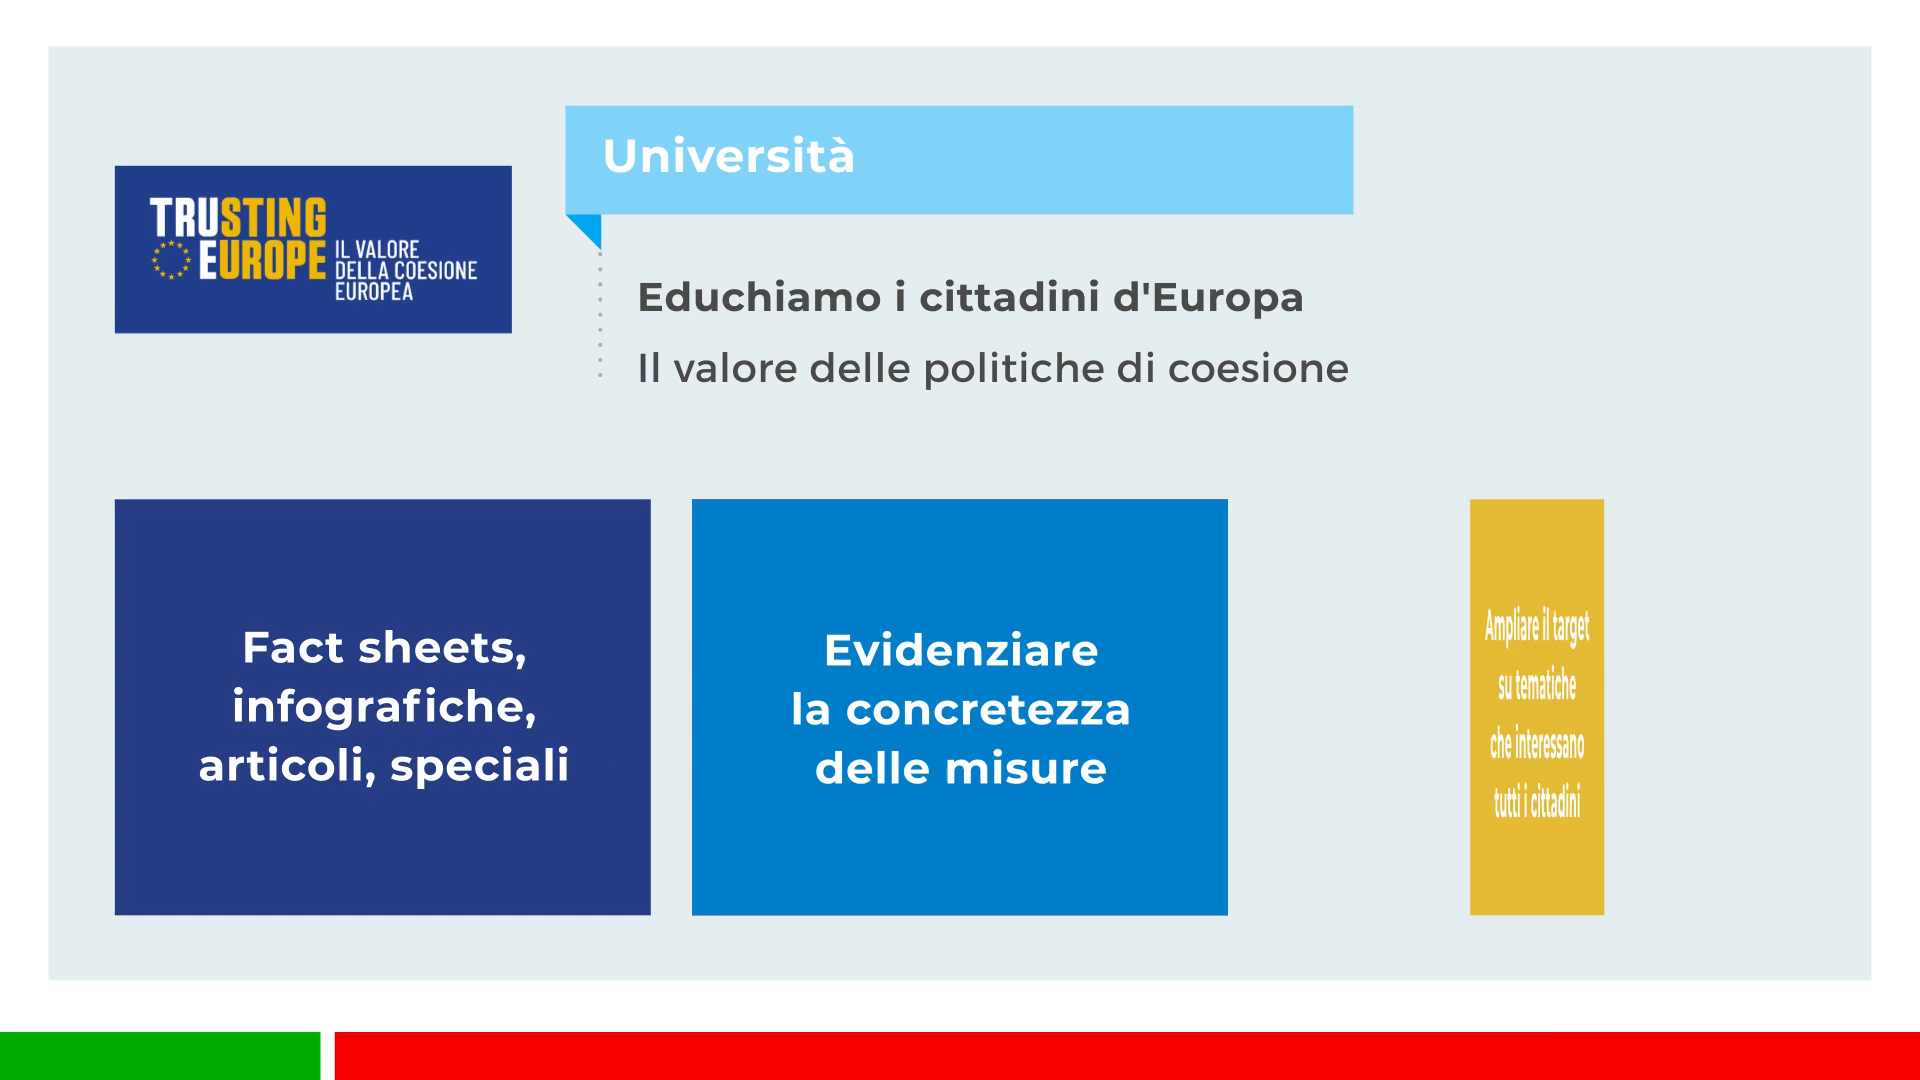 TRUSTING
EUROPE
IL VALORE
DELLA COESIONE
EUROPEA
Università
Educhiamo i cittadini d'Europa
Il valore delle politiche di coesione
Fact sheets,
infografiche,
articoli, speciali
Evidenziare
la concretezza
delle misure
Ampliare il target
su tematiche
che interessano
tutti i cittadini